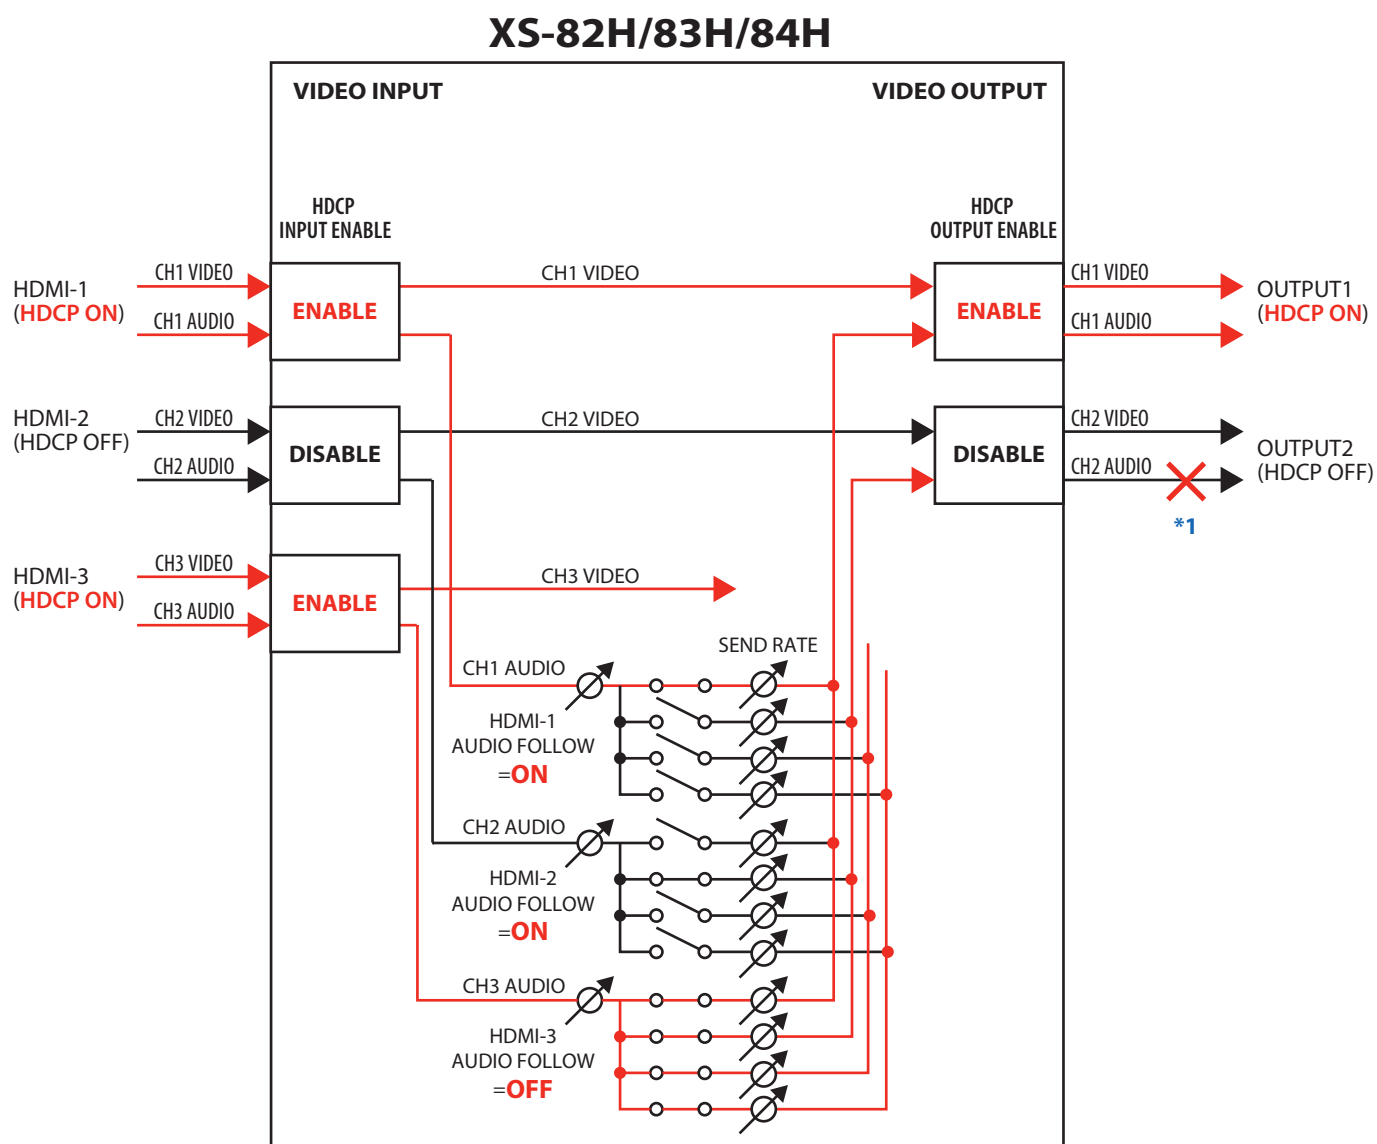 XS-82H/83H/84H
VIDEO INPUT
VIDEO OUTPUT
HDCP
INPUT ENABLE
HDCP
OUTPUT ENABLE
HDMI-1
(HDCP ON)
CH1 VIDEO
CH1 AUDIO
ENABLE
CH1 VIDEO
ENABLE
CH1 VIDEO
CH1 AUDIO
OUTPUT1
(HDCP ON)
HDMI-2
(HDCP OFF)
CH2 VIDEO
CH2 AUDIO
DISABLE
CH2 VIDEO
DISABLE
CH2 VIDEO
CH2 AUDIO
*1
OUTPUT2
(HDCP OFF)
HDMI-3
(HDCP ON)
CH3 VIDEO
CH3 AUDIO
ENABLE
CH3 VIDEO
SEND RATE
CH1 AUDIO
HDMI-1
AUDIO FOLLOW
=ON
CH2 AUDIO
HDMI-2
AUDIO FOLLOW
=ON
CH3 AUDIO
HDMI-3
AUDIO FOLLOW
=OFF